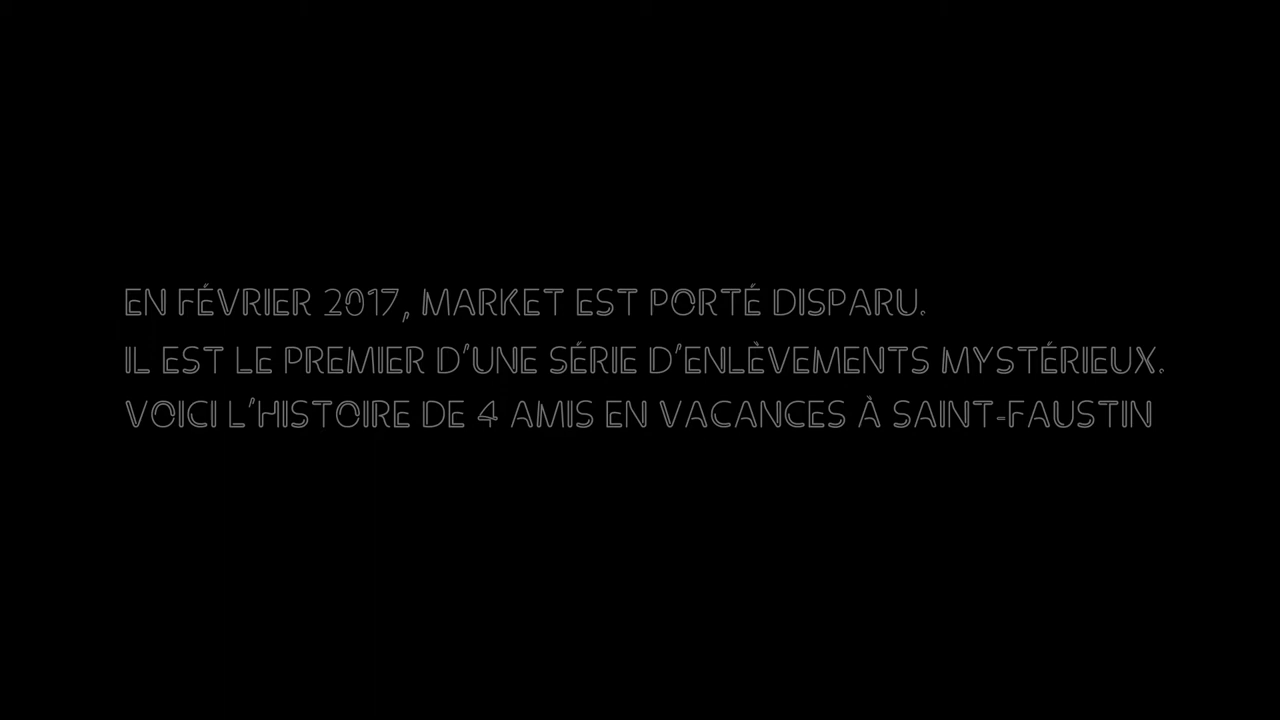 EN FÉVRIER 2017, MARKET EST PORTÉ DISPARU.
IL EST LE PREMIER D'UNE SÉRIE D'ENLÈVEMENTS MYSTÉRIEUX.
VOICI L'HISTOIRE DE 4 AMIS EN VACANCES À SAINT-FAUSTIN